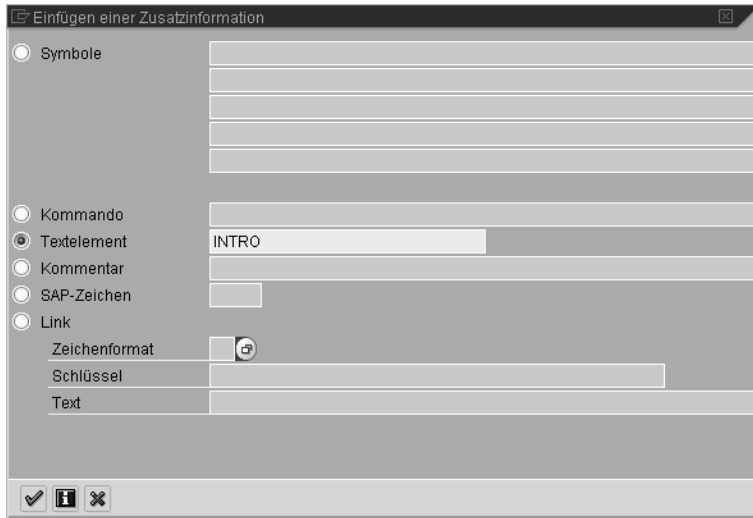 Einfügen einer Zusatzinformation
Symbole
Kommando
Textelement INTRO
Kommentar
SAP-Zeichen
Link
Zeichenformat
Schlüssel
Text